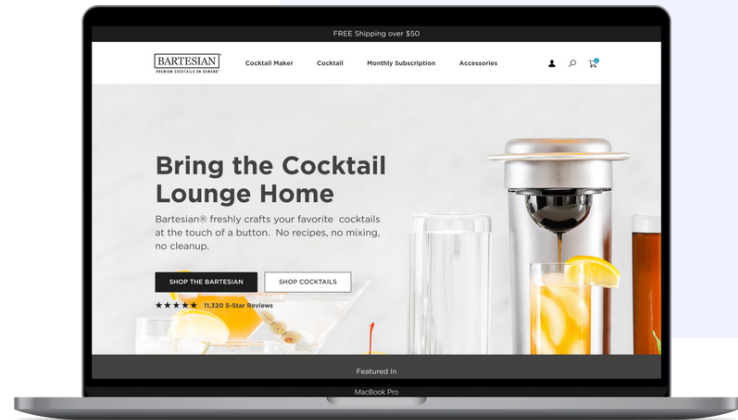 FREE Shipping over $50
BARTESIAN
PREMIUM COCKTAILS ON DEMAND
Cocktail Maker
Cocktail
Monthly Subscription
Accessories
Bring the Cocktail
Lounge Home
Bartesian® freshly crafts your favorite cocktails
at the touch of a button. No recipes, no mixing,
no cleanup.
SHOP THE BARTESIAN
SHOP COCKTAILS
★★★★★ 11,320 5-Star Reviews
Featured In
MacBook Pro